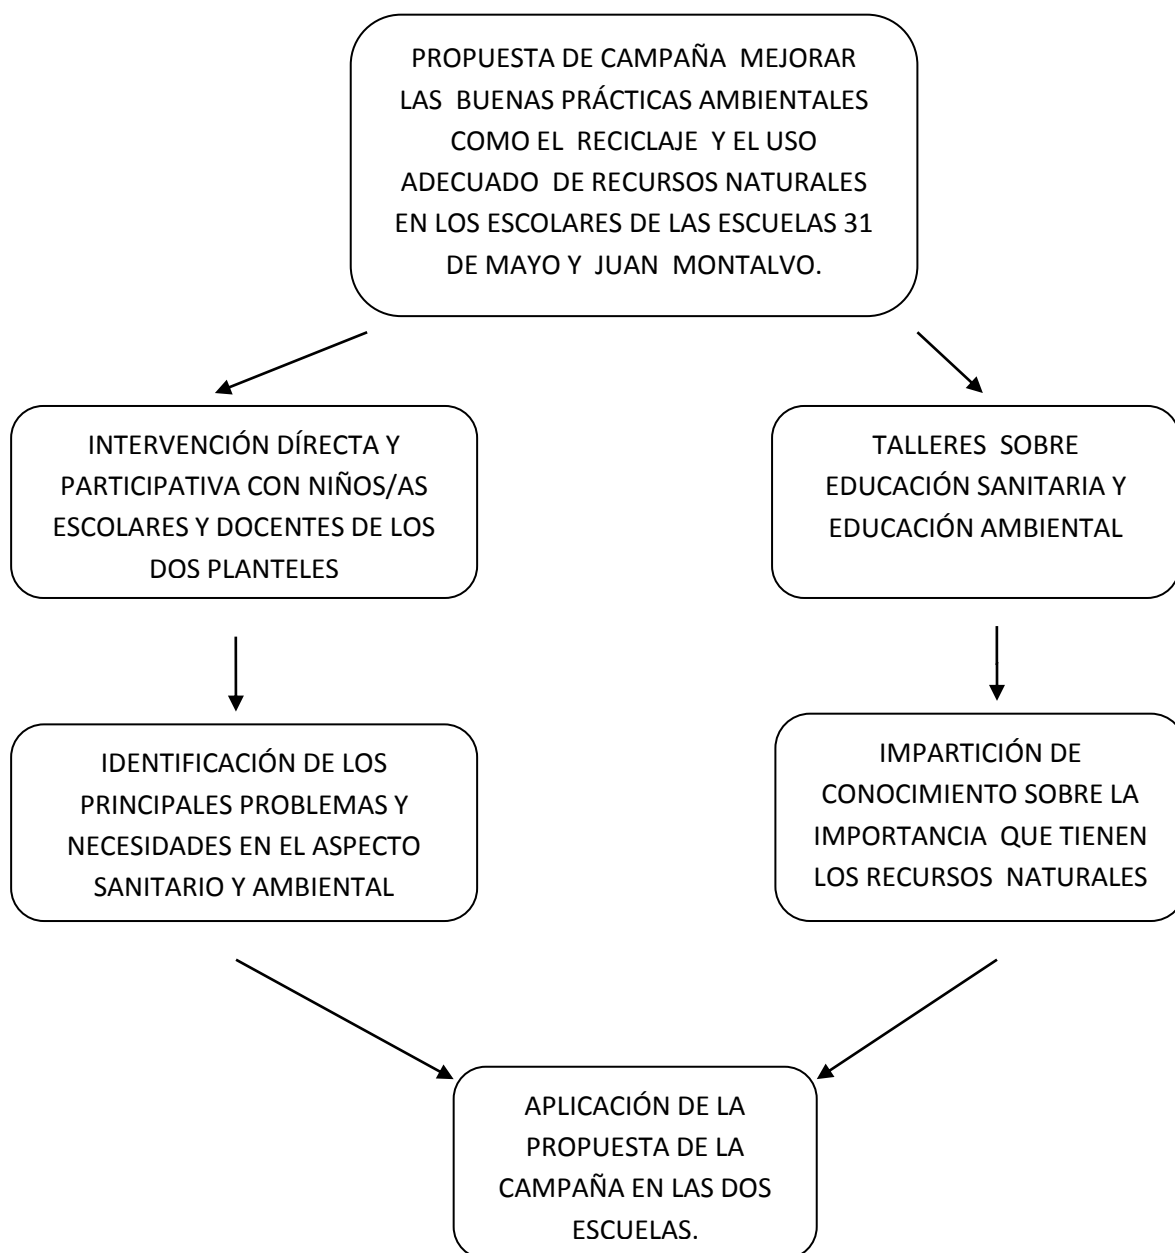 PROPUESTA DE CAMPAÑA MEJORAR
LAS BUENAS PRÁCTICAS AMBIENTALES
COMO EL RECICLAJE Y EL USO
ADECUADO DE RECURSOS NATURALES
EN LOS ESCOLARES DE LAS ESCUELAS 31
DE MAYO Y JUAN MONTALVO.
INTERVENCIÓN DÍRECTA Y
PARTICIPATIVA CON NIÑOS/AS
ESCOLARES Y DOCENTES DE LOS
DOS PLANTELES
TALLERES SOBRE
EDUCACIÓN SANITARIA Y
EDUCACIÓN AMBIENTAL
IDENTIFICACIÓN DE LOS
PRINCIPALES PROBLEMAS Y
NECESIDADES EN EL ASPECTO
SANITARIO Y AMBIENTAL
IMPARTICIÓN DE
CONOCIMIENTO SOBRE LA
IMPORTANCIA QUE TIENEN
LOS RECURSOS NATURALES
APLICACIÓN DE LA
PROPUESTA DE LA
CAMPAÑA EN LAS DOS
ESCUELAS.